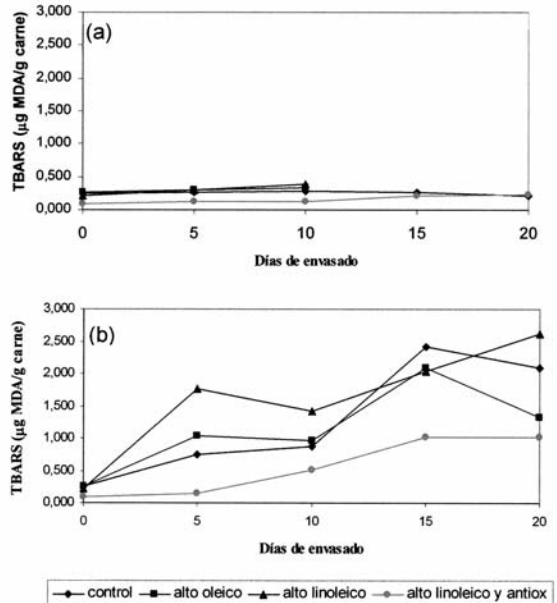 (a)
TBARS (µg MDA/g carne)
3,000
2,500
2,000
1,500
1,000
0,500
0,000
0
5
10
15
20
Días de envasado
(b)
TBARS (µg MDA/g carne)
3,000
2,500
2,000
1,500
1,000
0,500
0,000
0
5
10
15
20
Días de envasado
control
alto oleico
alto linoleico
alto linoleico y antiox